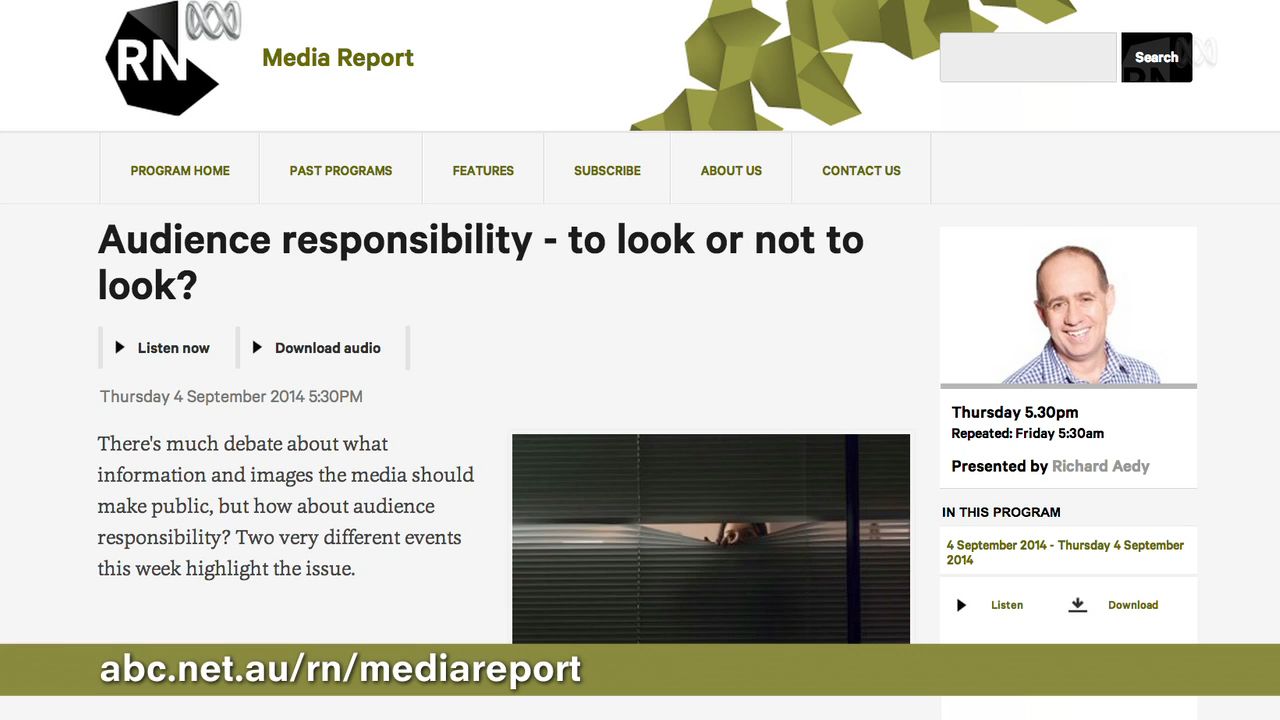 RN
Media Report
Search
PROGRAM HOME
PAST PROGRAMS
FEATURES
SUBSCRIBE
ABOUT US
CONTACT US
Audience responsibility - to look or not to
look?
Listen now
Download audio
Thursday 4 September 2014 5:30PM
There's much debate about what
information and images the media should
make public, but how about audience
responsibility? Two very different events
this week highlight the issue.
Thursday 5.30pm
Repeated: Friday 5:30am
Presented by Richard Aedy
IN THIS PROGRAM
4 September 2014 - Thursday 4 September
2014
Listen
Download
abc.net.au/rn/mediareport